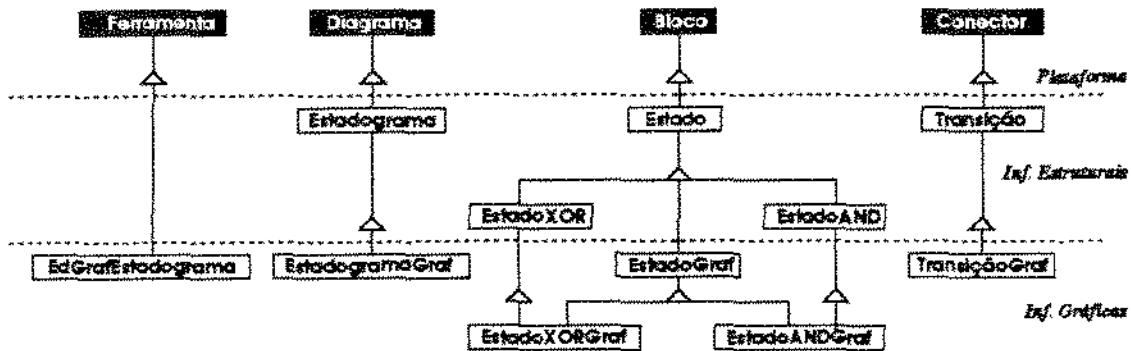 Ferramenta Diagrama Bloco Conector
Plataforma
Estadograma Estado Transição
Inf. Estruturais
EstadoXOR EstadoAND
EdGrafEstadograma EstadogramaGraf EstadoGraf TransiçãoGraf
Inf. Gráficas
EstadoXORGraf EstadoANDGraf